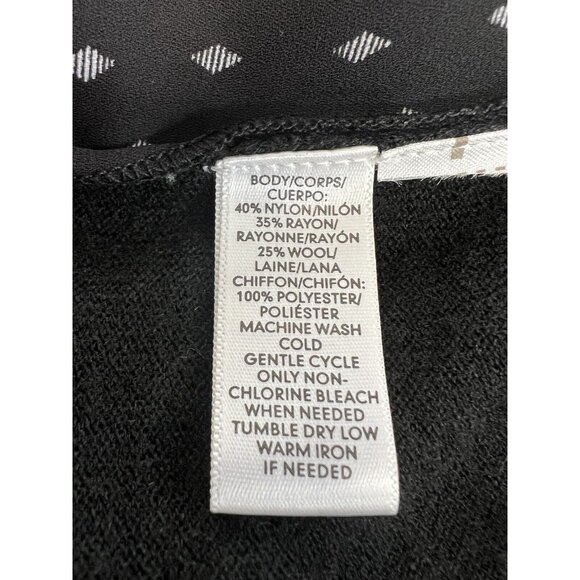 BODY/CORPS/
CUERPO:
40% NYLON/NILÓN
35% RAYON/
RAYONNE/RAYÓN
25% WOOL/
LAINE/LANA
CHIFFON/CHIFÓN:
100% POLYESTER/
POLIÉSTER
MACHINE WASH
COLD
GENTLE CYCLE
ONLY NON-
CHLORINE BLEACH
WHEN NEEDED
TUMBLE DRY LOW
WARM IRON
IF NEEDED